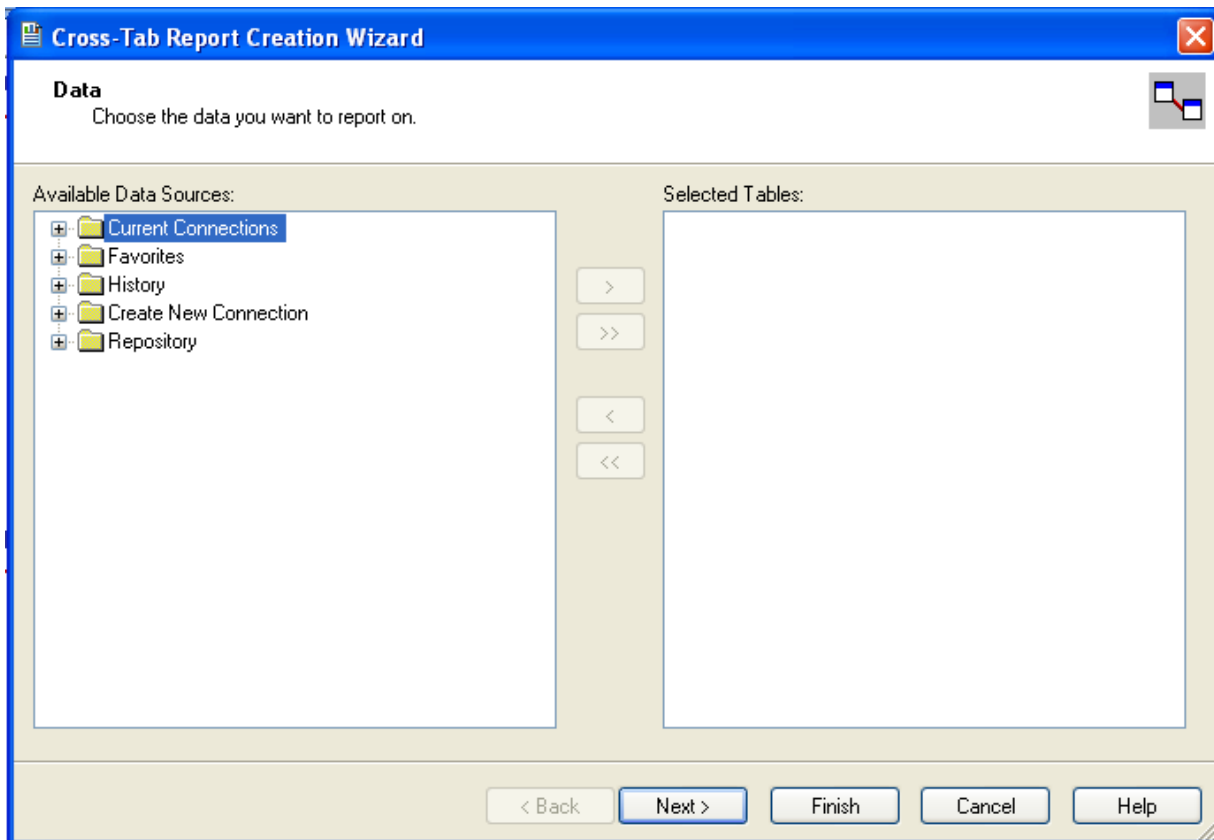 Cross-Tab Report Creation Wizard
Data
Choose the data you want to report on.
Available Data Sources:
Selected Tables:
Current Connections
Favorites
History
Create New Connection
Repository
>
>>
<
<<
< Back
Next >
Finish
Cancel
Help